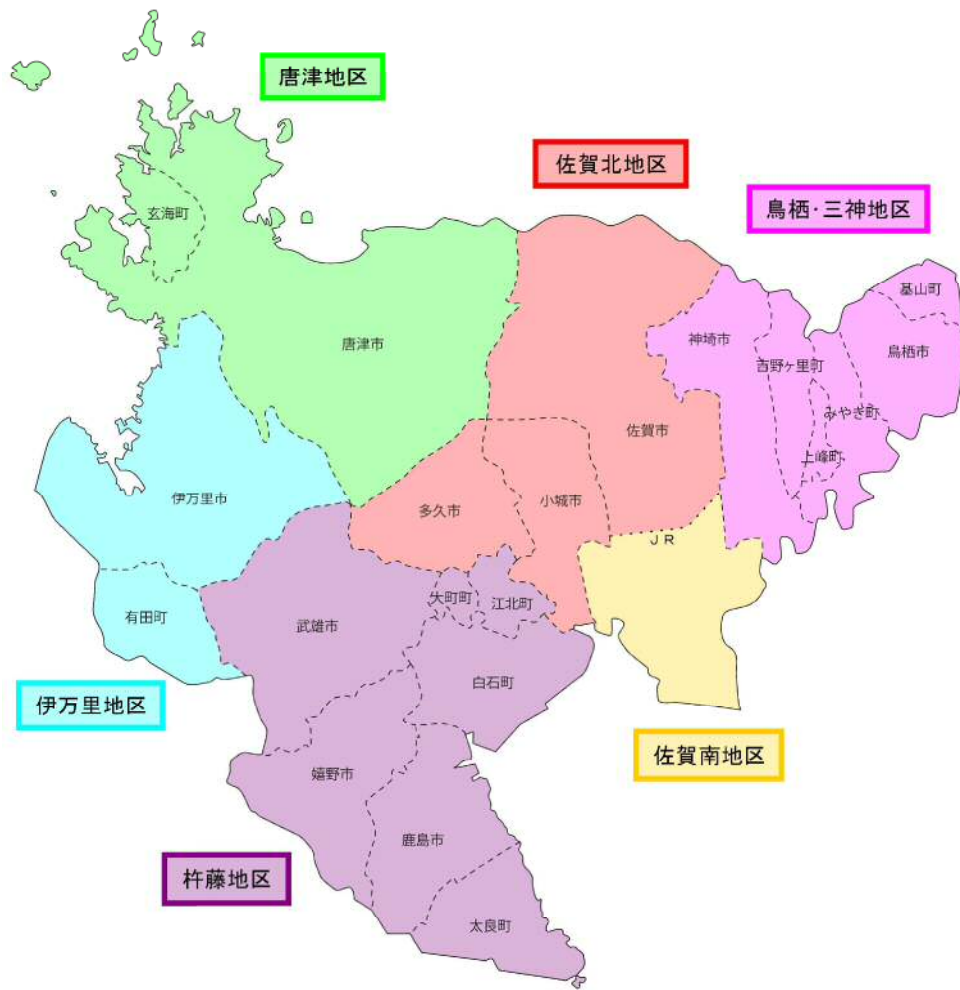 唐津地区
佐賀北地区
鳥栖・三神地区
玄海町
基山町
唐津市
神埼市
鳥栖市
吉野ヶ里町
みやき町
佐賀市
上峰町
伊万里市
多久市
小城市
JR
大町町
江北町
有田町
武雄市
白石町
伊万里地区
佐賀南地区
嬉野市
鹿島市
杵藤地区
太良町